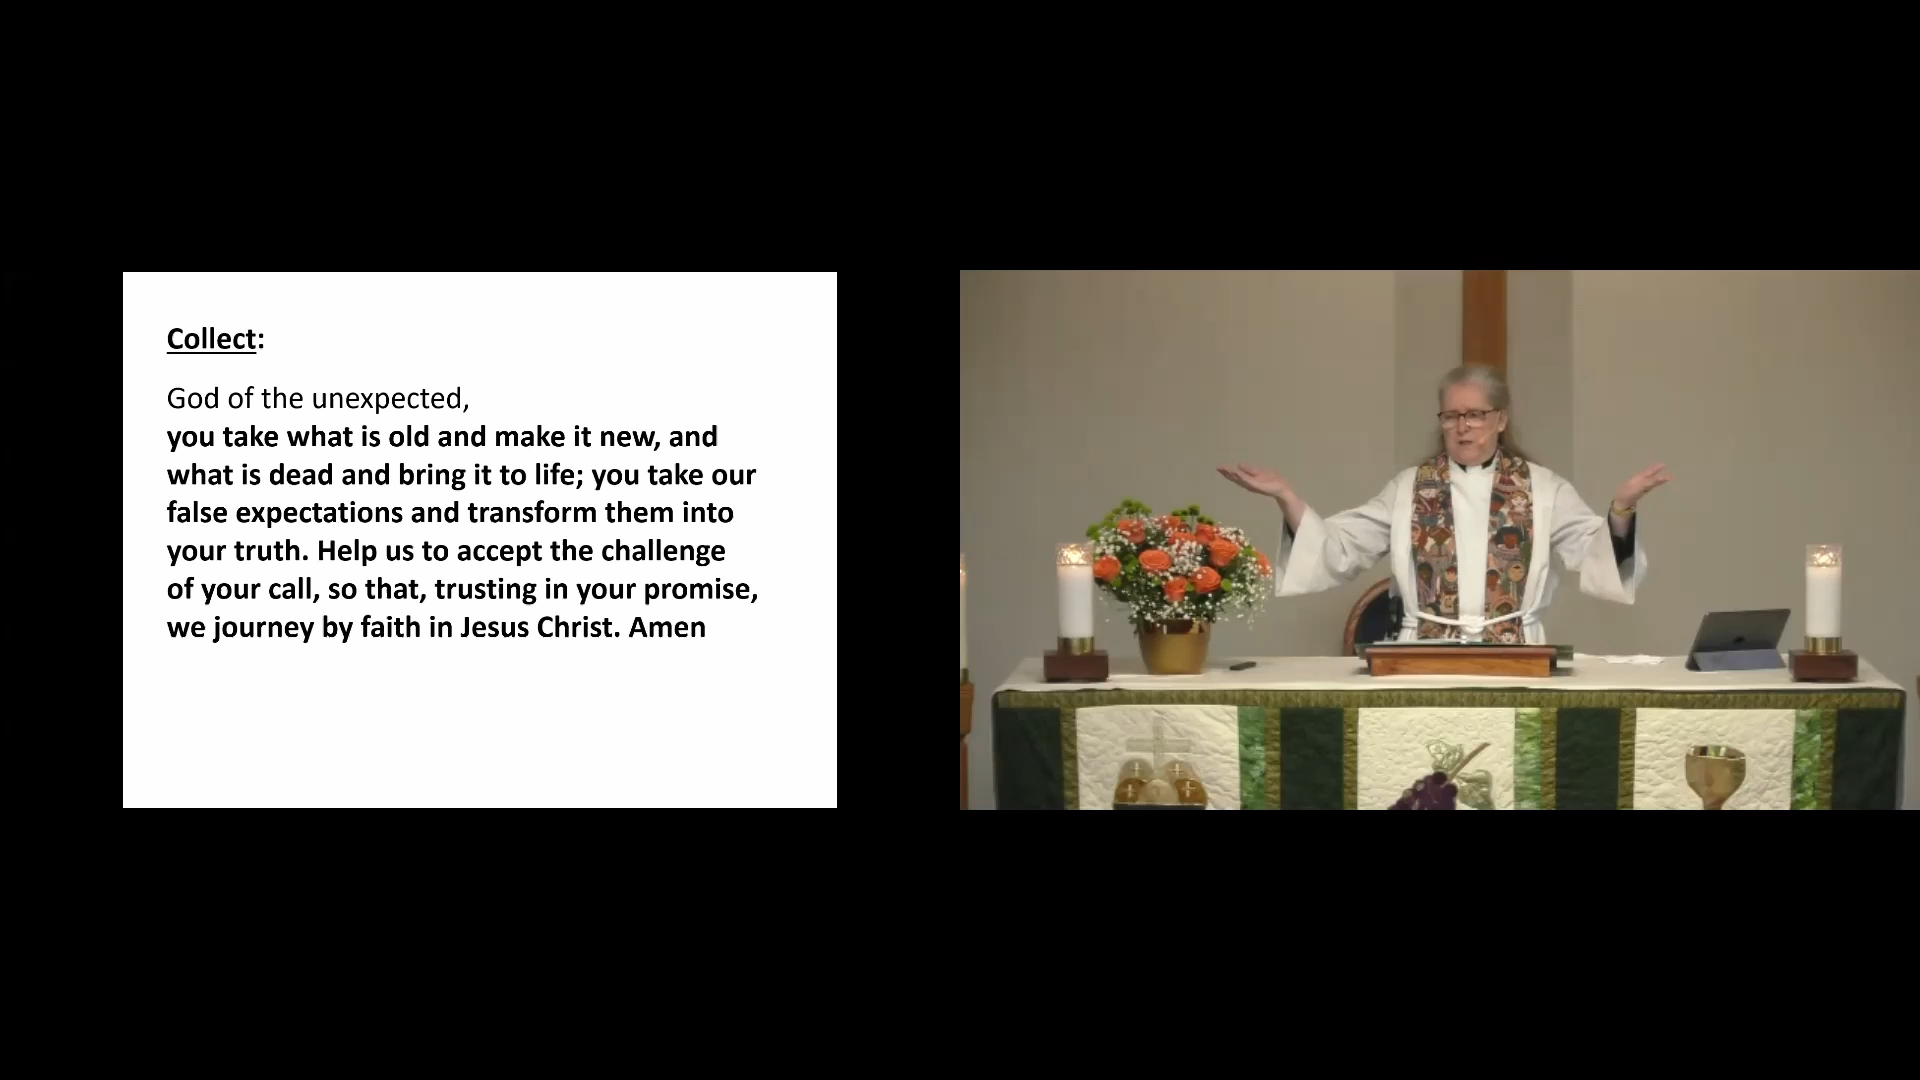 Collect:
God of the unexpected,
you take what is old and make it new, and
what is dead and bring it to life; you take our
false expectations and transform them into
your truth. Help us to accept the challenge
of your call, so that, trusting in your promise,
we journey by faith in Jesus Christ. Amen